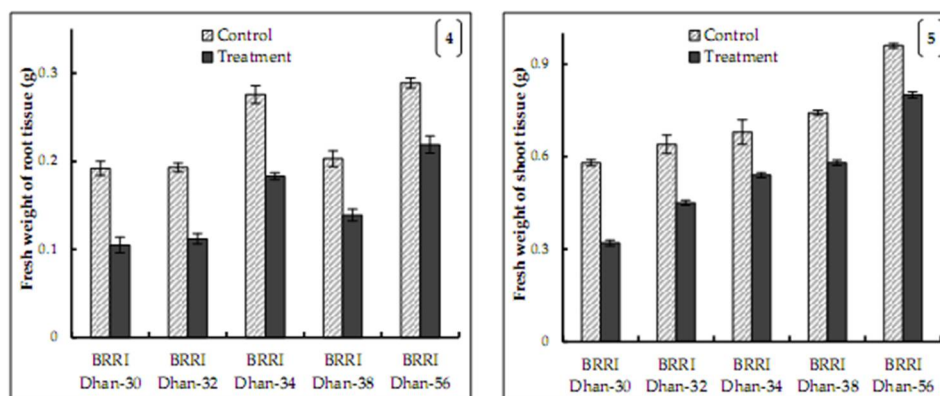 Control
Treatment
4
Fresh weight of root tissue (g)
0.3
0.2
0.1
0
BRRI BRRI BRRI BRRI BRRI
Dhan-30 Dhan-32 Dhan-34 Dhan-38 Dhan-56
Control
Treatment
5
Fresh weight of shoot tissue (g)
0.9
0.6
0.3
0
BRRI BRRI BRRI BRRI BRRI
Dhan-30 Dhan-32 Dhan-34 Dhan-38 Dhan-56